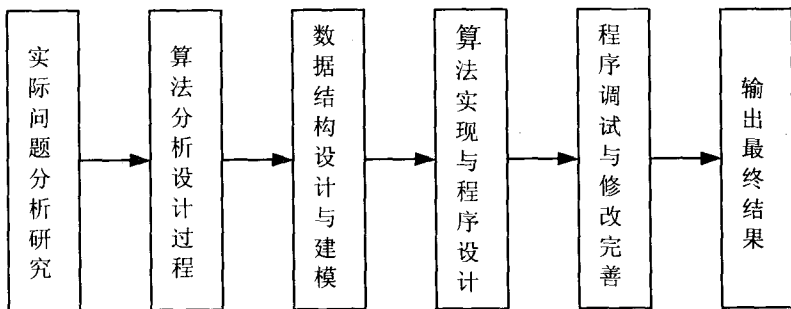 实际问题分析研究
算法分析设计过程
数据结构设计与建模
算法实现与程序设计
程序调试与修改完善
输出最终结果